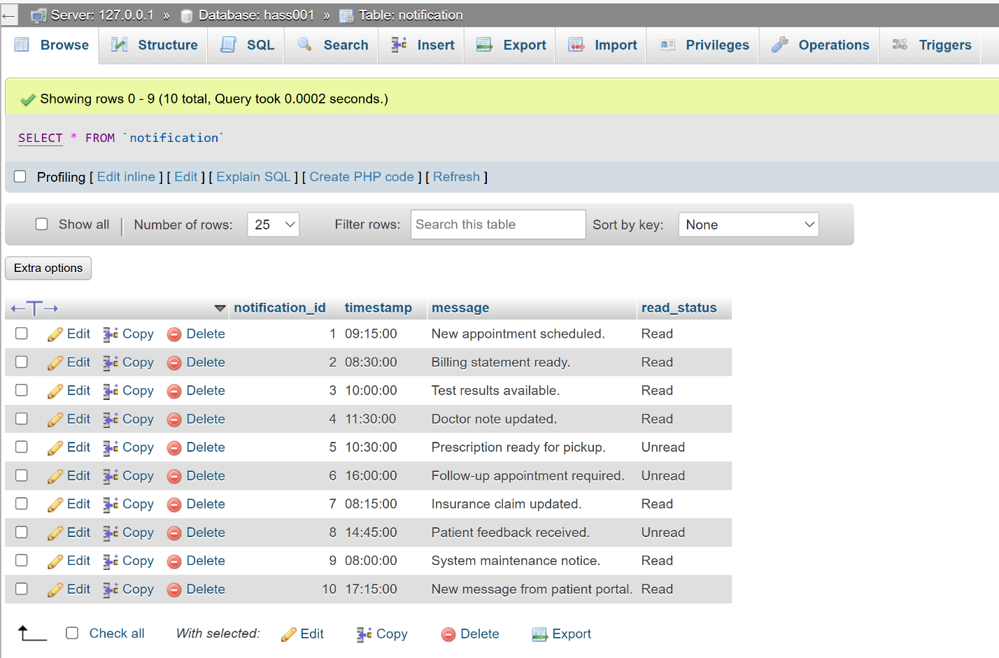 ← Server: 127.0.0.1 » Database: hass001 » Table: notification
Browse Structure SQL Search Insert Export Import Privileges Operations Triggers
Showing rows 0 - 9 (10 total, Query took 0.0002 seconds.)
SELECT * FROM `notification`
Profiling [ Edit inline ] [ Edit ] [ Explain SQL ] [ Create PHP code ] [ Refresh ]
Show all | Number of rows: 25 Filter rows: Search this table Sort by key: None
Extra options
←T→ notification_id timestamp message read_status
Edit Copy Delete 1 09:15:00 New appointment scheduled. Read
Edit Copy Delete 2 08:30:00 Billing statement ready. Read
Edit Copy Delete 3 10:00:00 Test results available. Read
Edit Copy Delete 4 11:30:00 Doctor note updated. Read
Edit Copy Delete 5 10:30:00 Prescription ready for pickup. Unread
Edit Copy Delete 6 16:00:00 Follow-up appointment required. Unread
Edit Copy Delete 7 08:15:00 Insurance claim updated. Read
Edit Copy Delete 8 14:45:00 Patient feedback received. Unread
Edit Copy Delete 9 08:00:00 System maintenance notice. Read
Edit Copy Delete 10 17:15:00 New message from patient portal. Read
Check all With selected: Edit Copy Delete Export